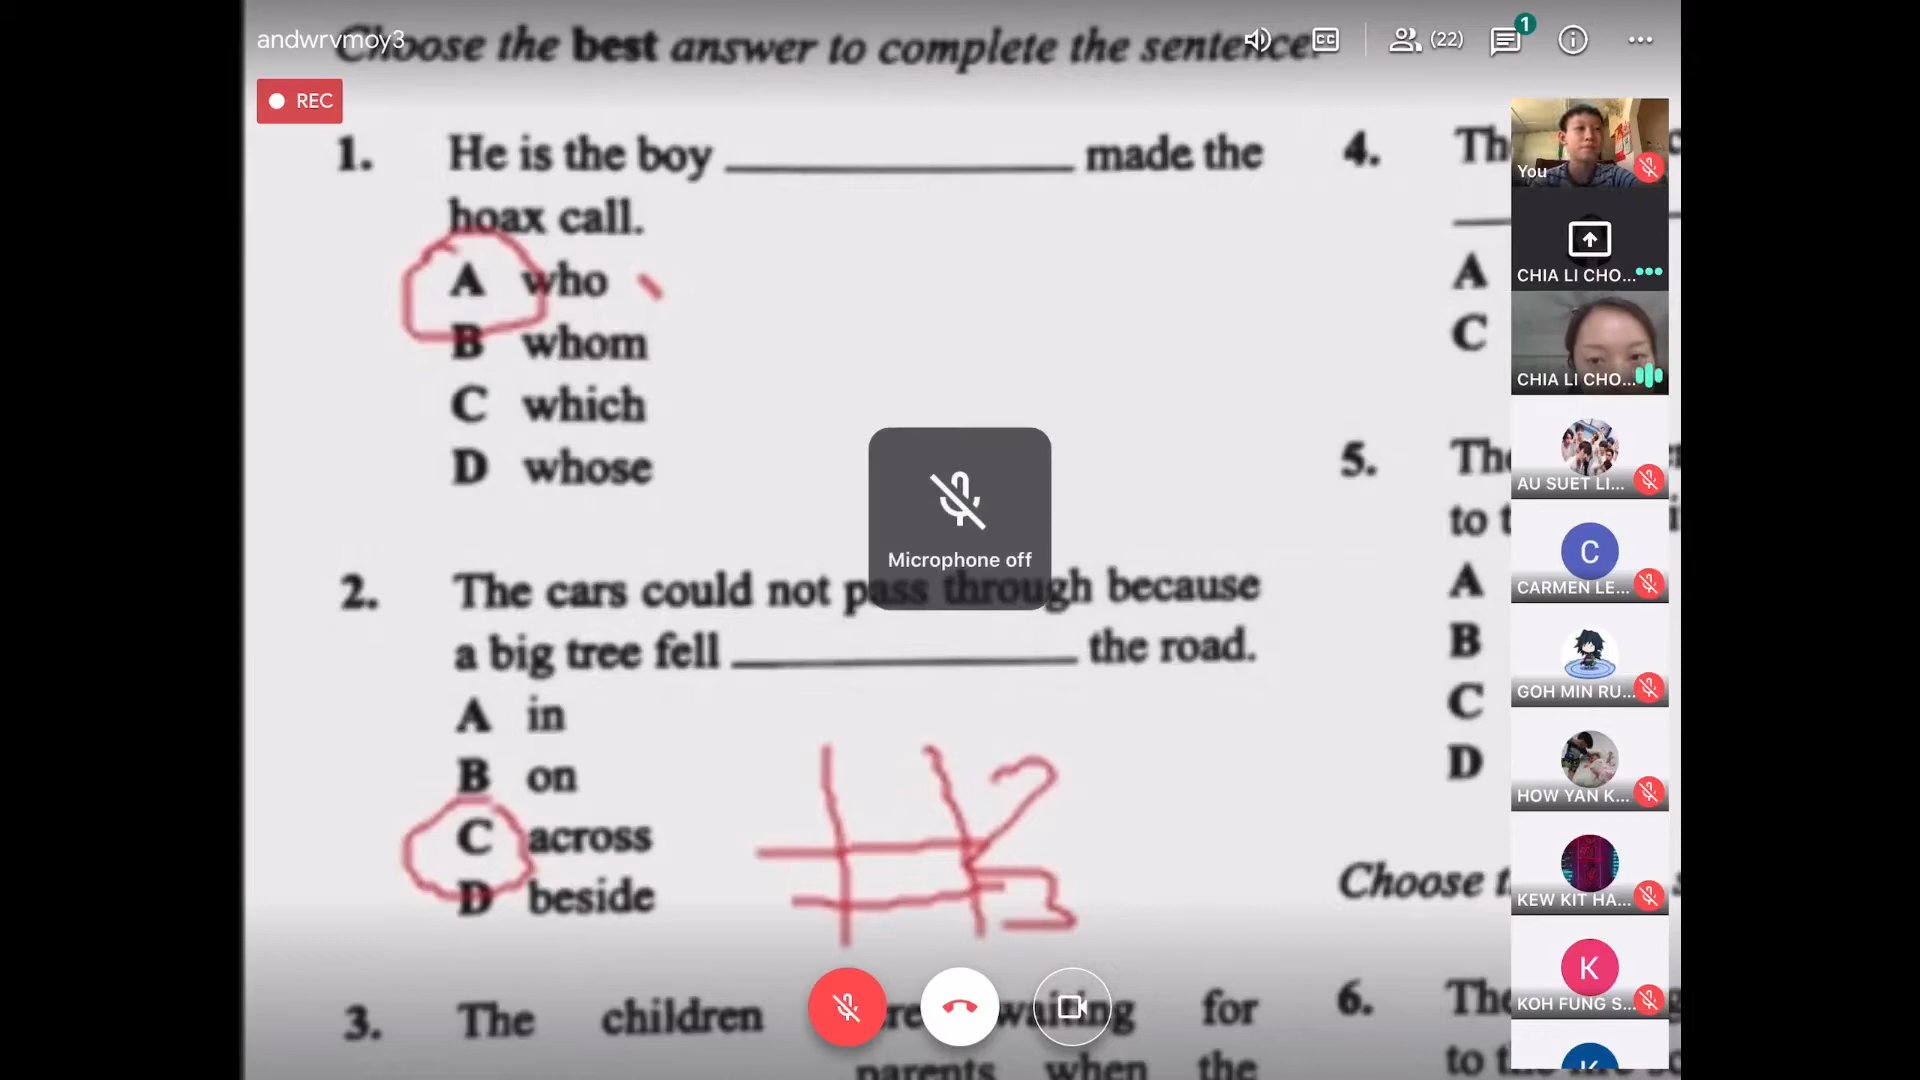 andwrvmoy3
Choose the best answer to complete the sentence.
(22)
1
REC
1. He is the boy ____________ made the
hoax call.
A who
B whom
C which
D whose
2. The cars could not pass through because
a big tree fell ____________ the road.
A in
B on
C across
D beside
3. The children waiting for
parents when the
Microphone off
4.
A
C
5.
to
A
B
C
D
Choose
6.
to
You
CHIA LI CHO...
CHIA LI CHO...
AU SUET LI...
C
CARMEN LE...
GOH MIN RU...
HOW YAN K...
KEW KIT HA...
K
KOH FUNG S...